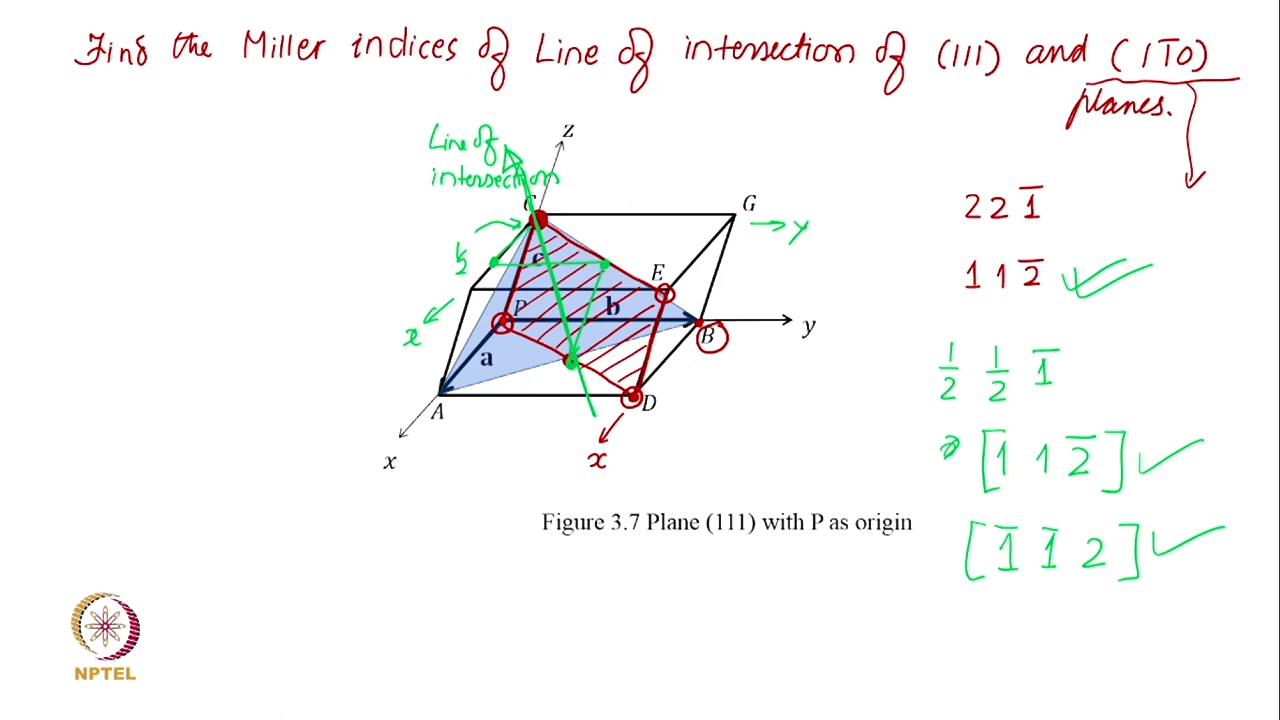 Find the Miller indices of Line of intersection of (111) and (11̅0)
planes.
Line of
intersection
z
C
G
y
1/2
c
E
x
P
b
y
B
a
A
D
x
x
2 2 1̅
1 1 2̅
1/2 1/2 1̅
[1 1 2̅]
[1̅ 1̅ 2]
Figure 3.7 Plane (111) with P as origin
NPTEL